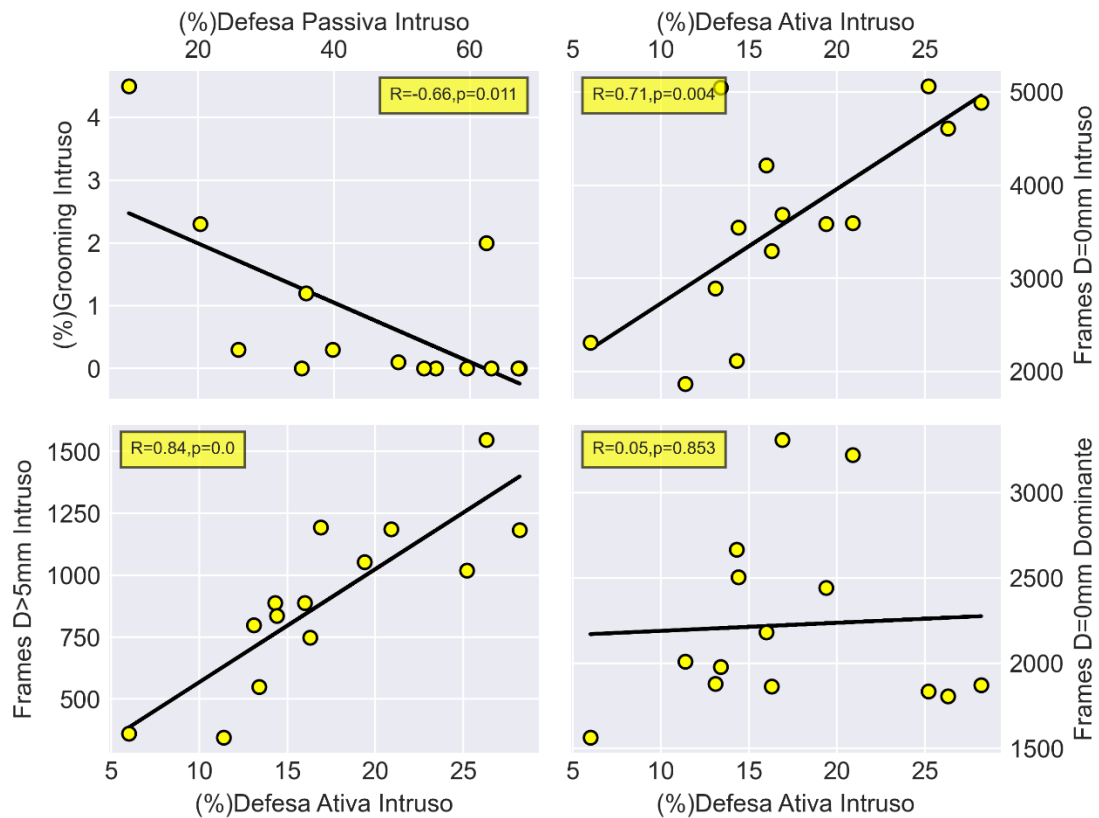 (%)Defesa Passiva Intruso
20 40 60
(%)Grooming Intruso
4
3
2
1
0
R=-0.66,p=0.011
(%)Defesa Ativa Intruso
5 10 15 20 25
R=0.71,p=0.004
5000
4000
3000
2000
Frames D=0mm Intruso
Frames D>5mm Intruso
1500
1250
1000
750
500
R=0.84,p=0.0
5 10 15 20 25
(%)Defesa Ativa Intruso
R=0.05,p=0.853
3000
2500
2000
1500
Frames D=0mm Dominante
5 10 15 20 25
(%)Defesa Ativa Intruso